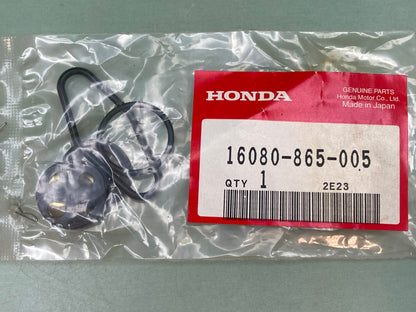 HONDA
GENUINE PARTS
Honda Motor Co., Ltd.
Made in Japan
16080-865-005
QTY 1 2E23